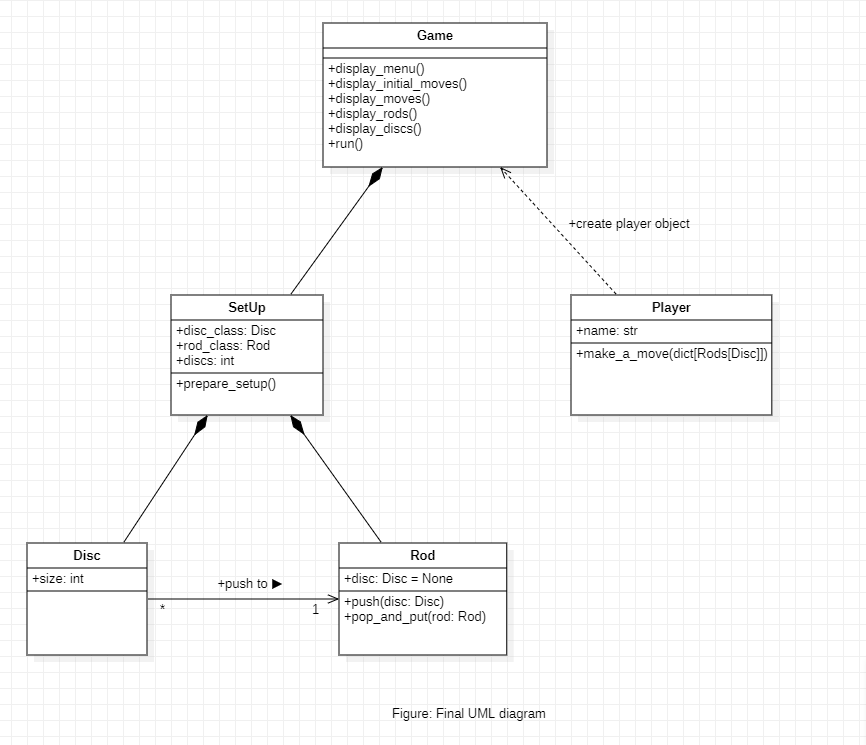 Game
+display_menu()
+display_initial_moves()
+display_moves()
+display_rods()
+display_discs()
+run()
+create player object
SetUp
+disc_class: Disc
+rod_class: Rod
+discs: int
+prepare_setup()
Player
+name: str
+make_a_move(dict[Rods[Disc]])
Disc
+size: int
+push to ▶
*
1
Rod
+disc: Disc = None
+push(disc: Disc)
+pop_and_put(rod: Rod)
Figure: Final UML diagram